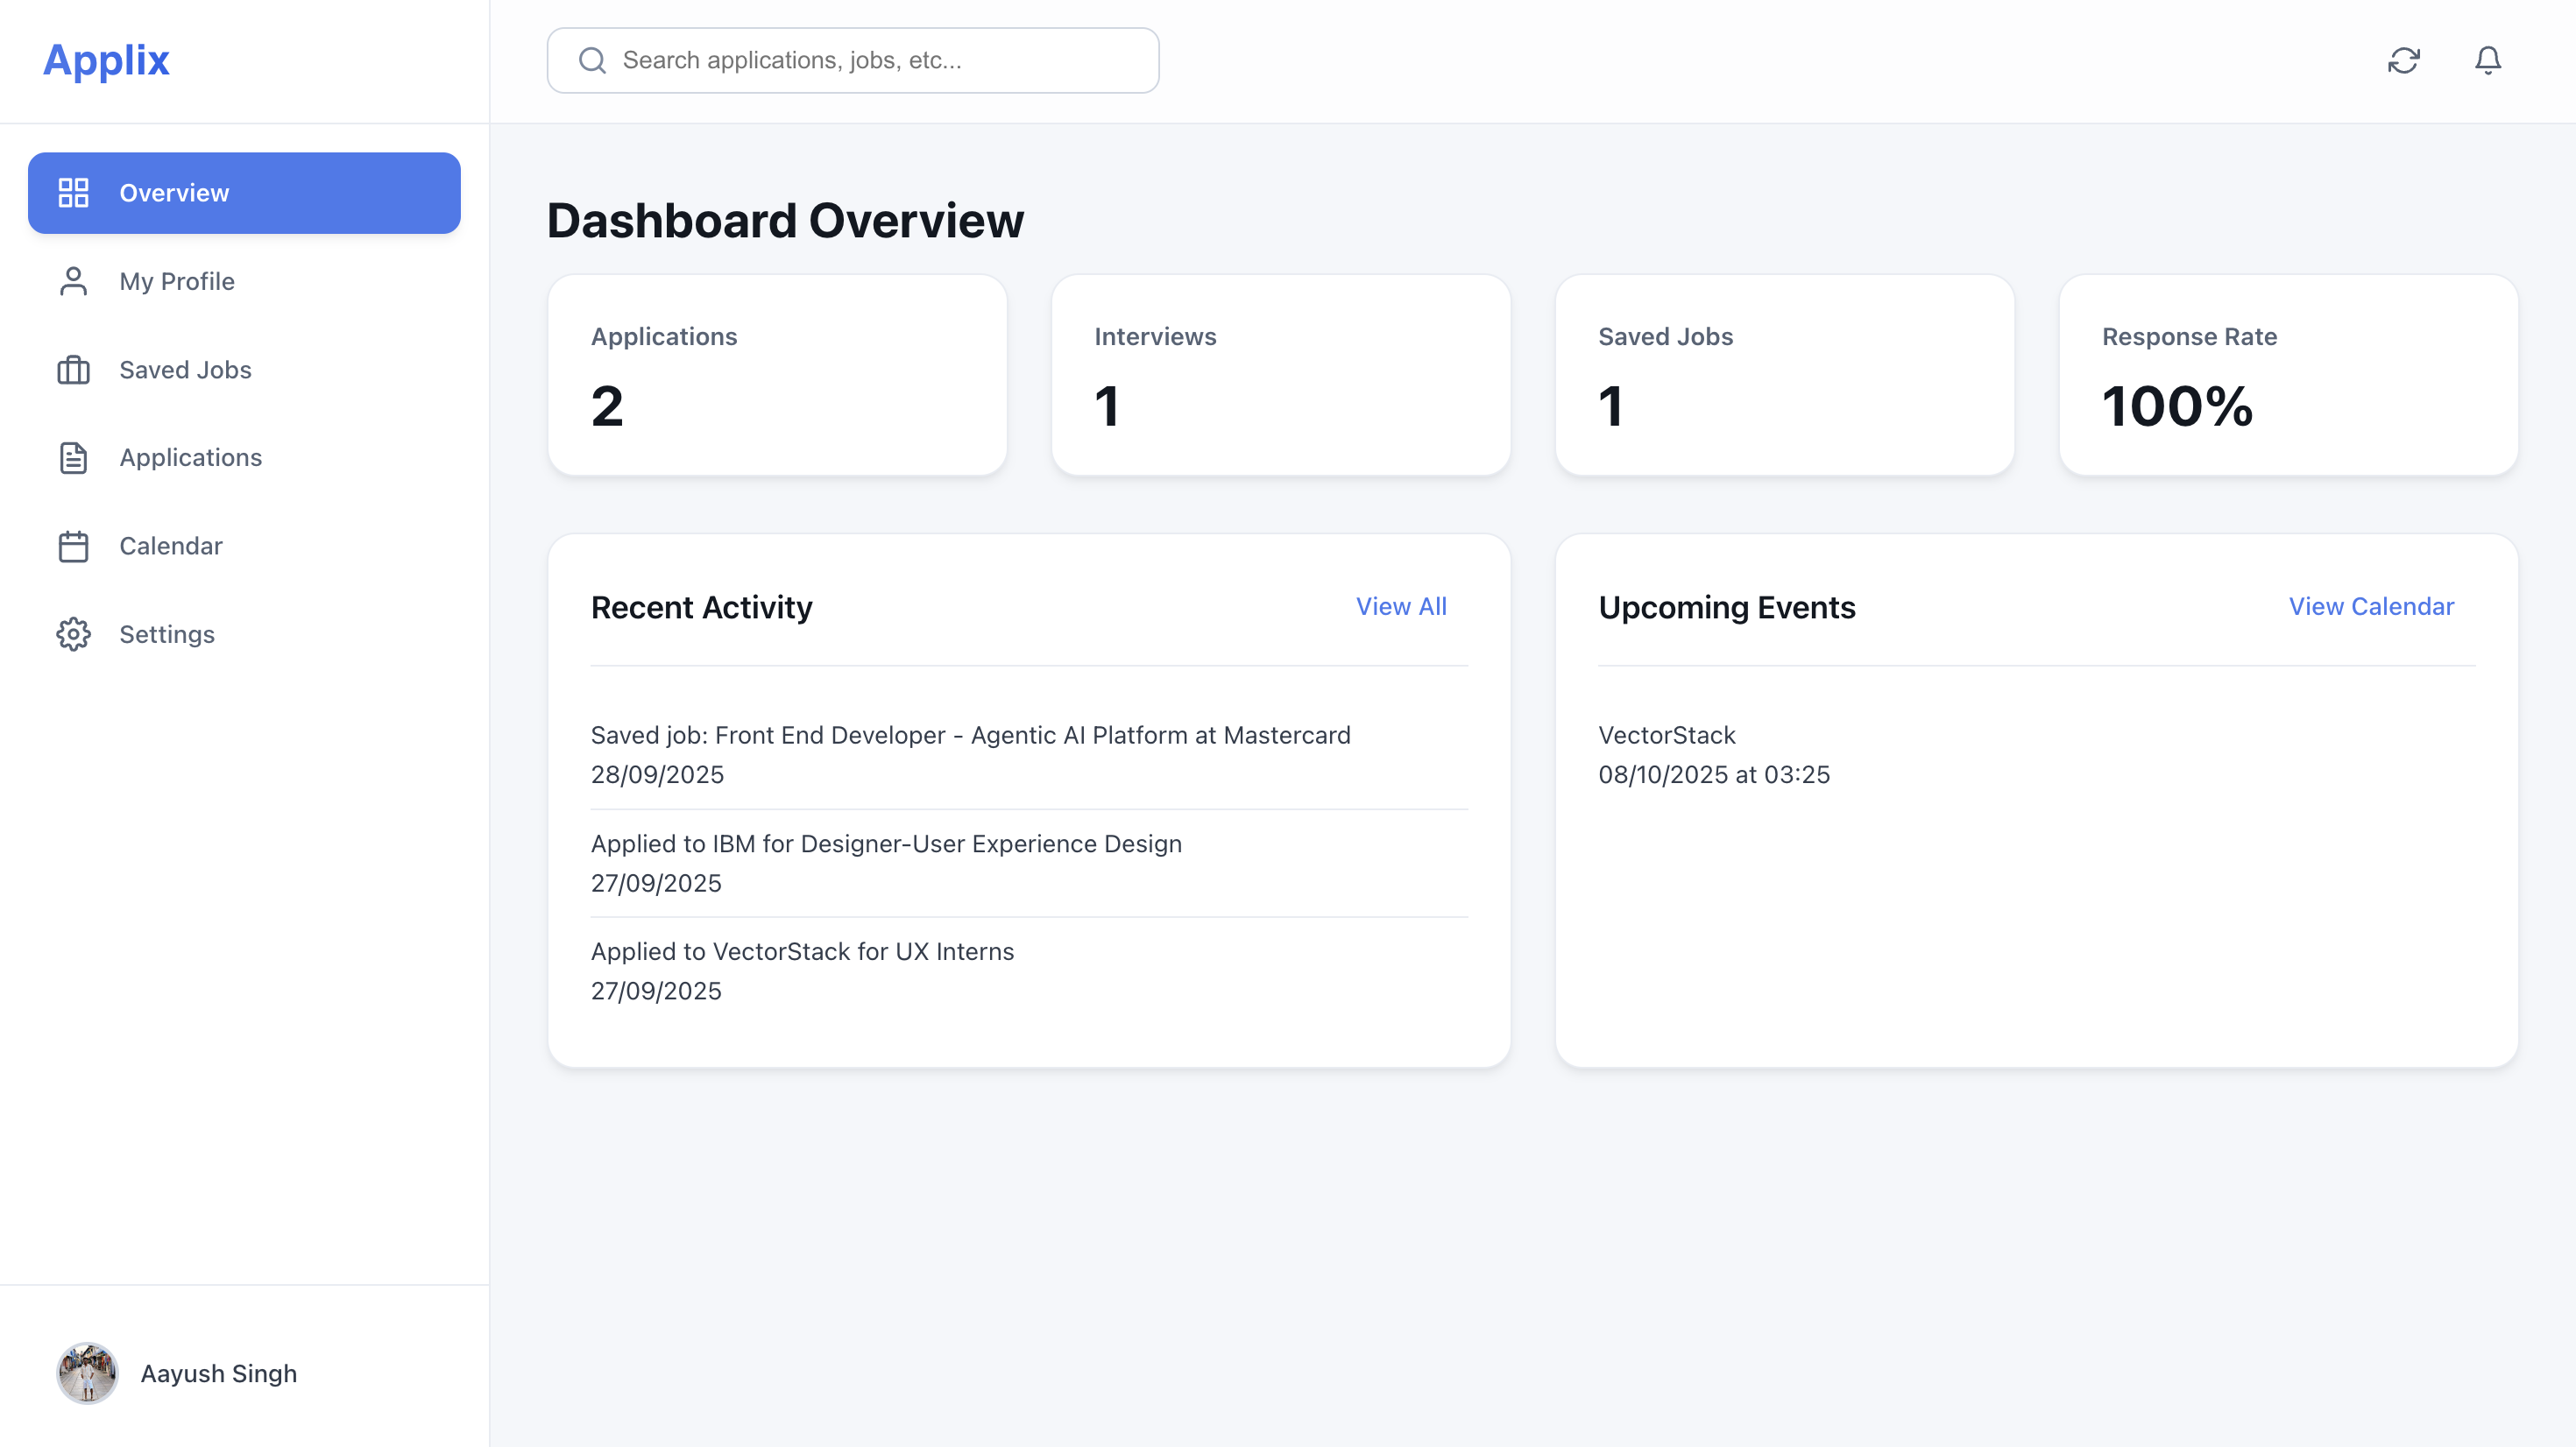 Applix
Search applications, jobs, etc...
Overview
My Profile
Saved Jobs
Applications
Calendar
Settings
Aayush Singh
Dashboard Overview
Applications
2
Interviews
1
Saved Jobs
1
Response Rate
100%
Recent Activity
View All
Saved job: Front End Developer - Agentic AI Platform at Mastercard
28/09/2025
Applied to IBM for Designer-User Experience Design
27/09/2025
Applied to VectorStack for UX Interns
27/09/2025
Upcoming Events
View Calendar
VectorStack
08/10/2025 at 03:25